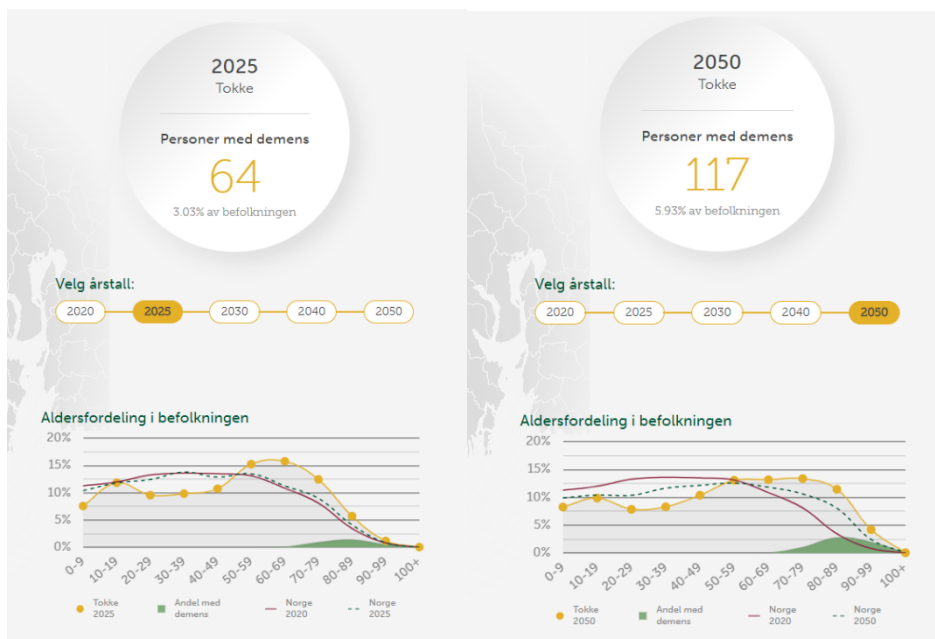 2025
Tokke
Personer med demens
64
3.03% av befolkningen
Velg årstall:
2020
2025
2030
2040
2050
Aldersfordeling i befolkningen
20%
15%
10%
5%
0%
0-9
10-19
20-29
30-39
40-49
50-59
60-69
70-79
80-89
90-99
100+
Tokke
2025
Andel med
demens
Norge
2020
Norge
2025
2050
Tokke
Personer med demens
117
5.93% av befolkningen
Velg årstall:
2020
2025
2030
2040
2050
Aldersfordeling i befolkningen
20%
15%
10%
5%
0%
0-9
10-19
20-29
30-39
40-49
50-59
60-69
70-79
80-89
90-99
100+
Tokke
2050
Andel med
demens
Norge
2020
Norge
2050